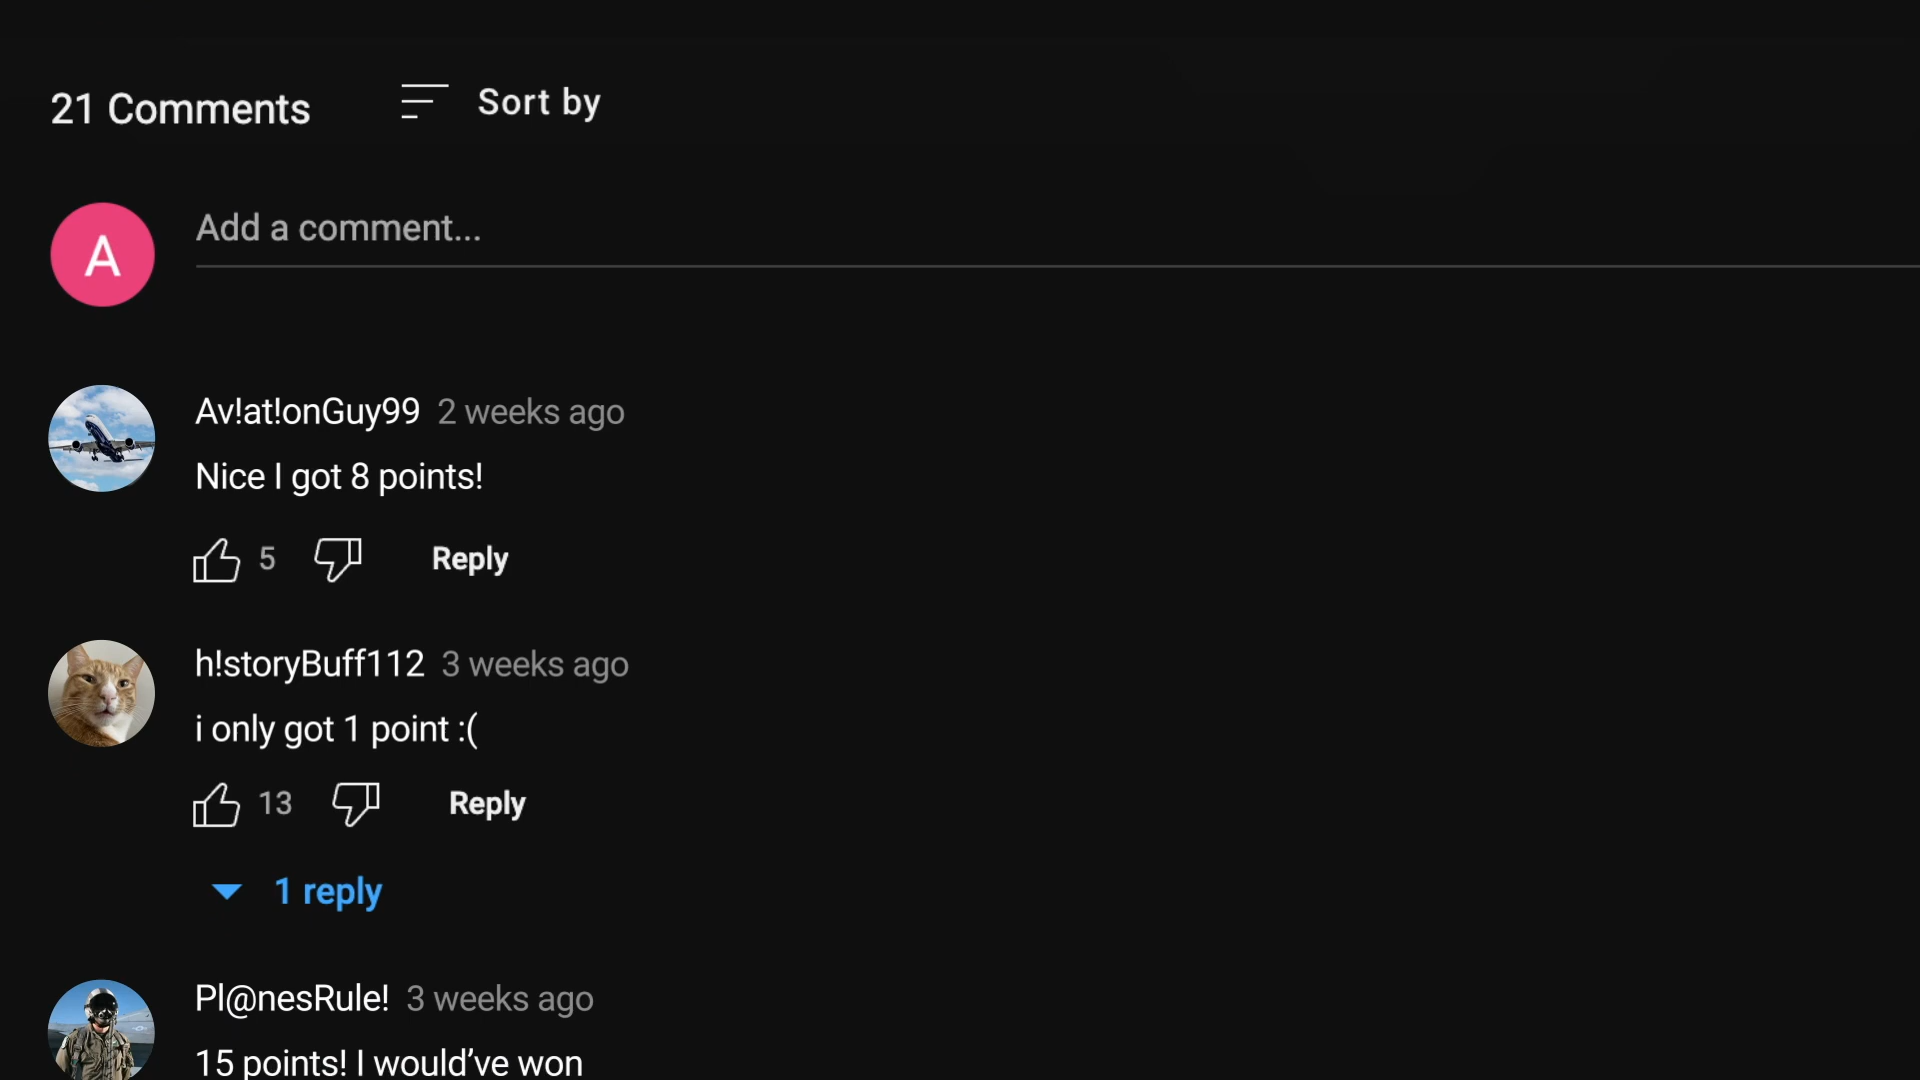 21 Comments
Sort by
A
Add a comment...
Av!at!onGuy99 2 weeks ago
Nice I got 8 points!
5
Reply
h!storyBuff112 3 weeks ago
i only got 1 point :(
13
Reply
1 reply
Pl@nesRule! 3 weeks ago
15 points! I would’ve won